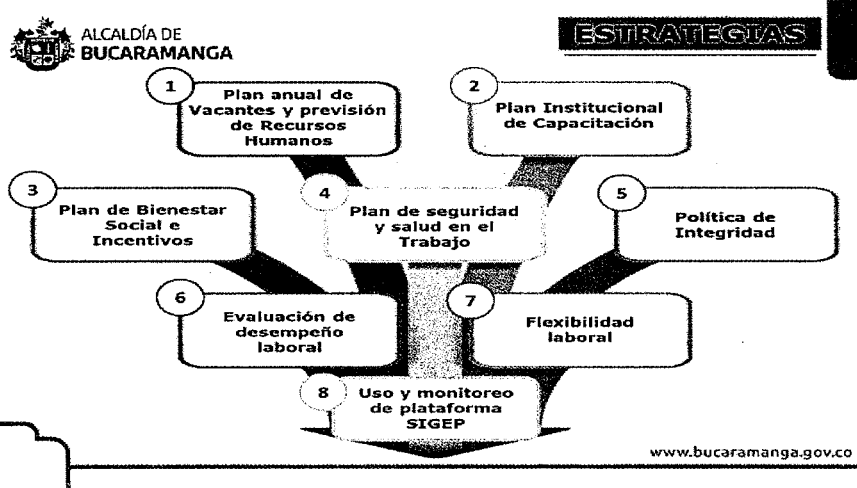 ALCALDÍA DE
BUCARAMANGA
ESTRATEGIAS
1
Plan anual de
Vacantes y previsión
de Recursos
Humanos
2
Plan Institucional
de Capacitación
3
Plan de Bienestar
Social e
Incentivos
4
Plan de seguridad
y salud en el
Trabajo
5
Política de
Integridad
6
Evaluación de
desempeño
laboral
7
Flexibilidad
laboral
8
Uso y monitoreo
de plataforma
SIGEP
www.bucaramanga.gov.co